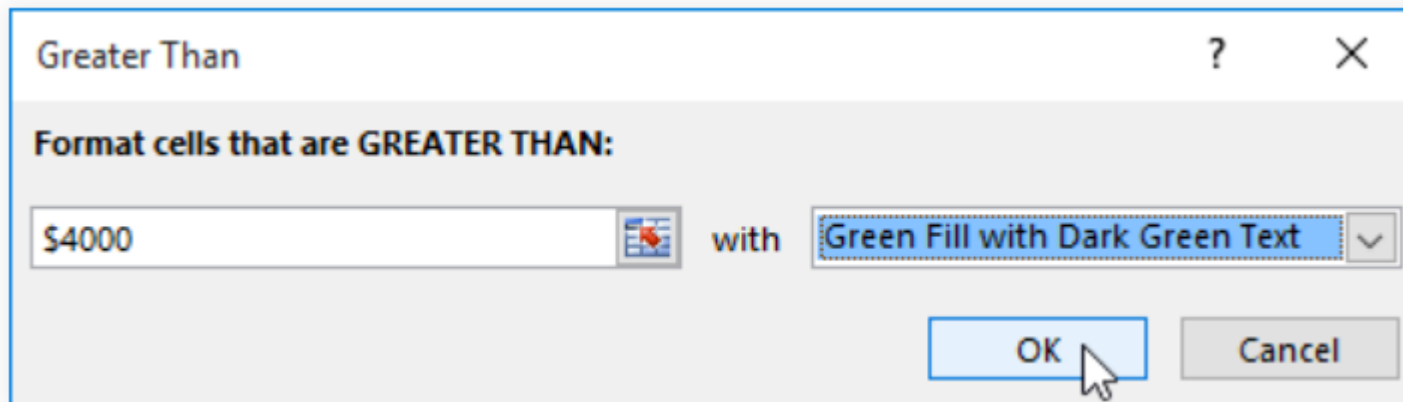 Greater Than ?
Format cells that are GREATER THAN:
$4000 with Green Fill with Dark Green Text
OK Cancel